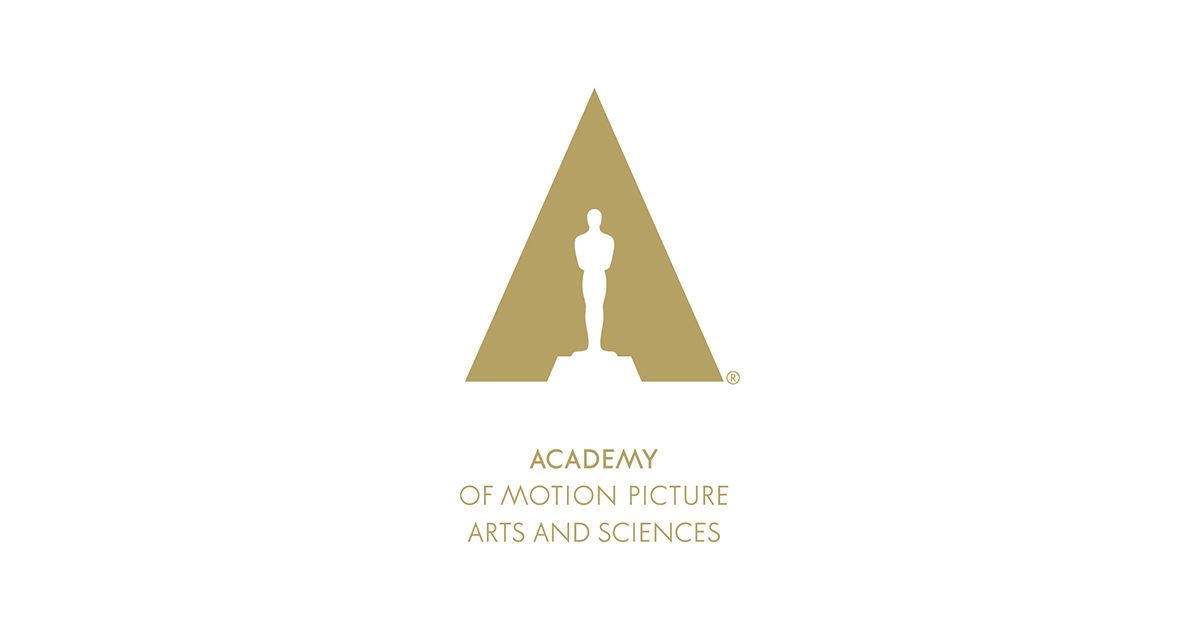 ®
ACADEMY
OF MOTION PICTURE
ARTS AND SCIENCES